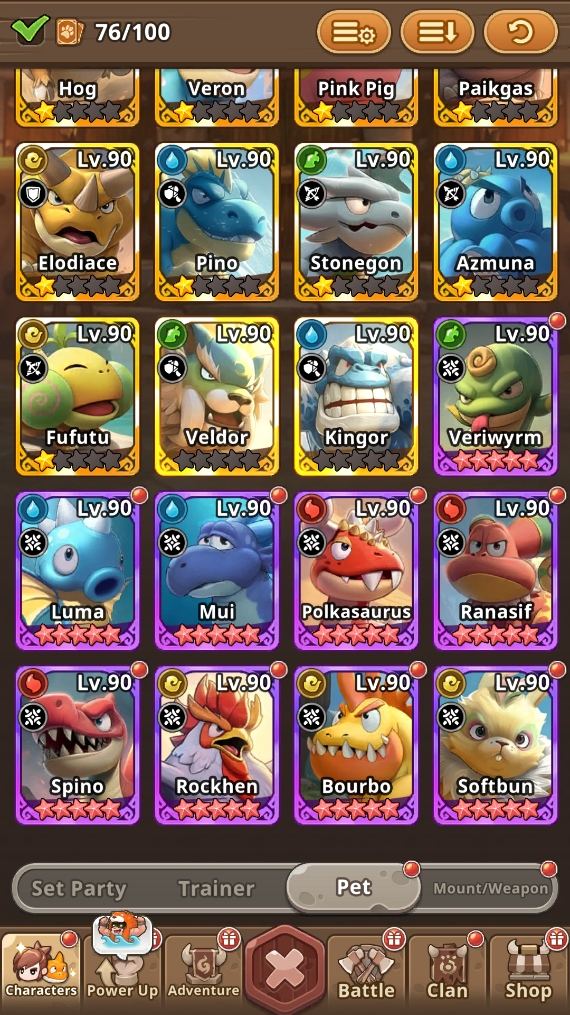 76/100
Hog Veron Pink Pig Paikgas
Lv.90 Lv.90 Lv.90 Lv.90
Elodiace Pino Stonegon Azmuna
Lv.90 Lv.90 Lv.90 Lv.90
Fufutu Veldor Kingor Veriwyrm
Lv.90 Lv.90 Lv.90 Lv.90
Luma Mui Polkasaurus Ranasif
Lv.90 Lv.90 Lv.90 Lv.90
Spino Rockhen Bourbo Softbun
Set Party Trainer Pet Mount/Weapon
Characters Power Up Adventure Battle Clan Shop